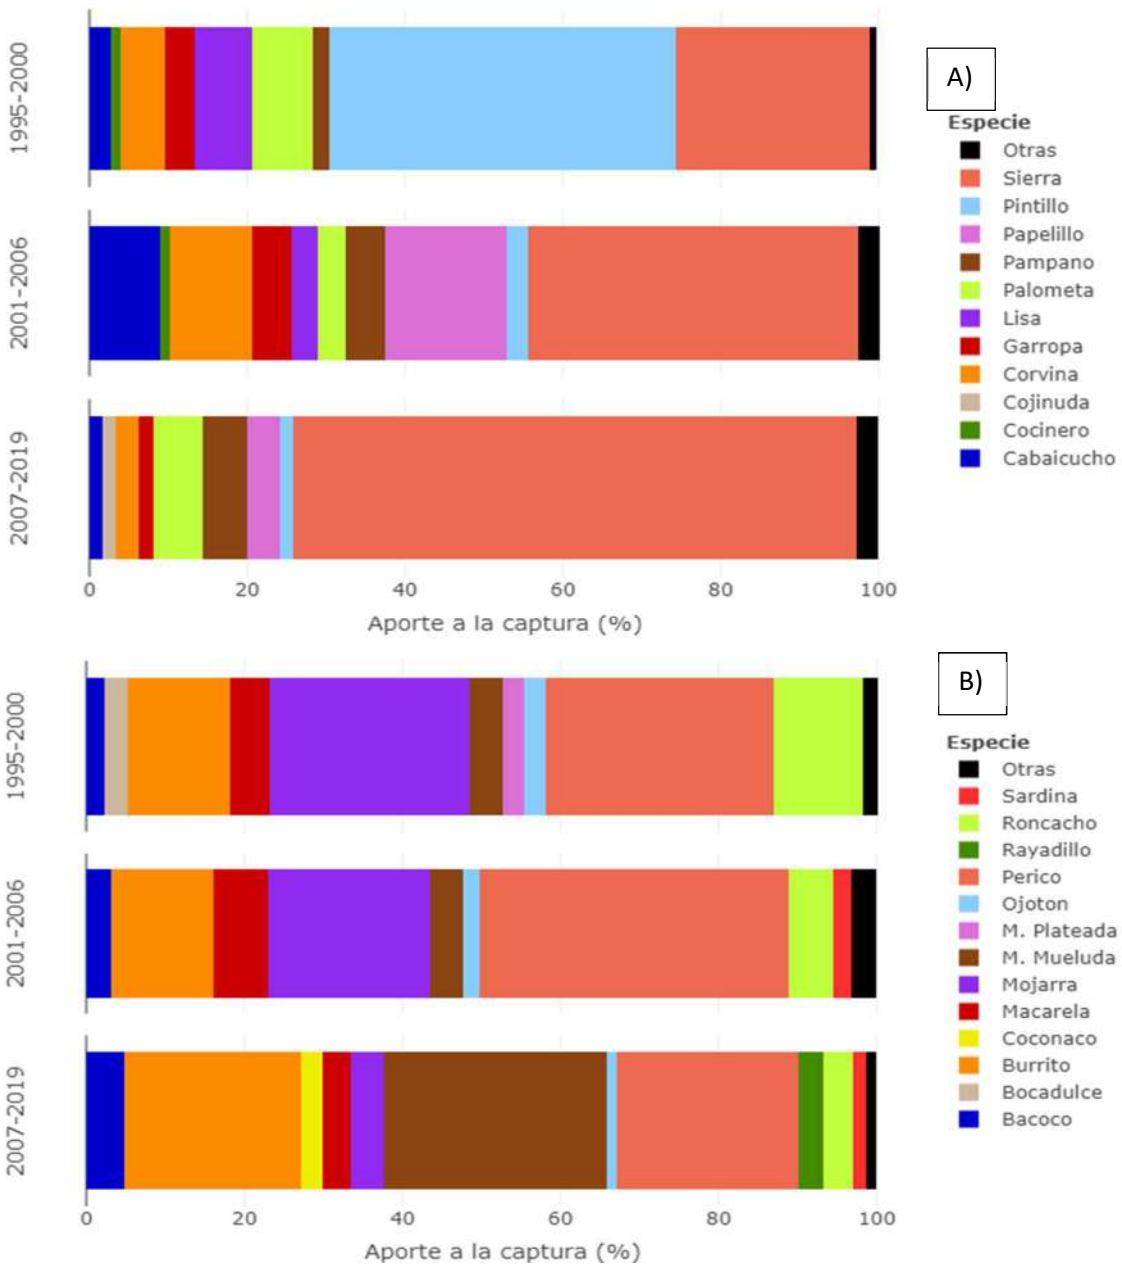 1995-2000
2001-2006
2007-2019
0 20 40 60 80 100
Aporte a la captura (%)
A)
Especie
Otras
Sierra
Pintillo
Papelillo
Pampano
Palometa
Lisa
Garropa
Corvina
Cojinuda
Cocinero
Cabaicucho
1995-2000
2001-2006
2007-2019
0 20 40 60 80 100
Aporte a la captura (%)
B)
Especie
Otras
Sardina
Roncacho
Rayadillo
Perico
Ojoton
M. Plateada
M. Mueluda
Mojarra
Macarela
Coconaco
Burrito
Bocadulce
Bacoco